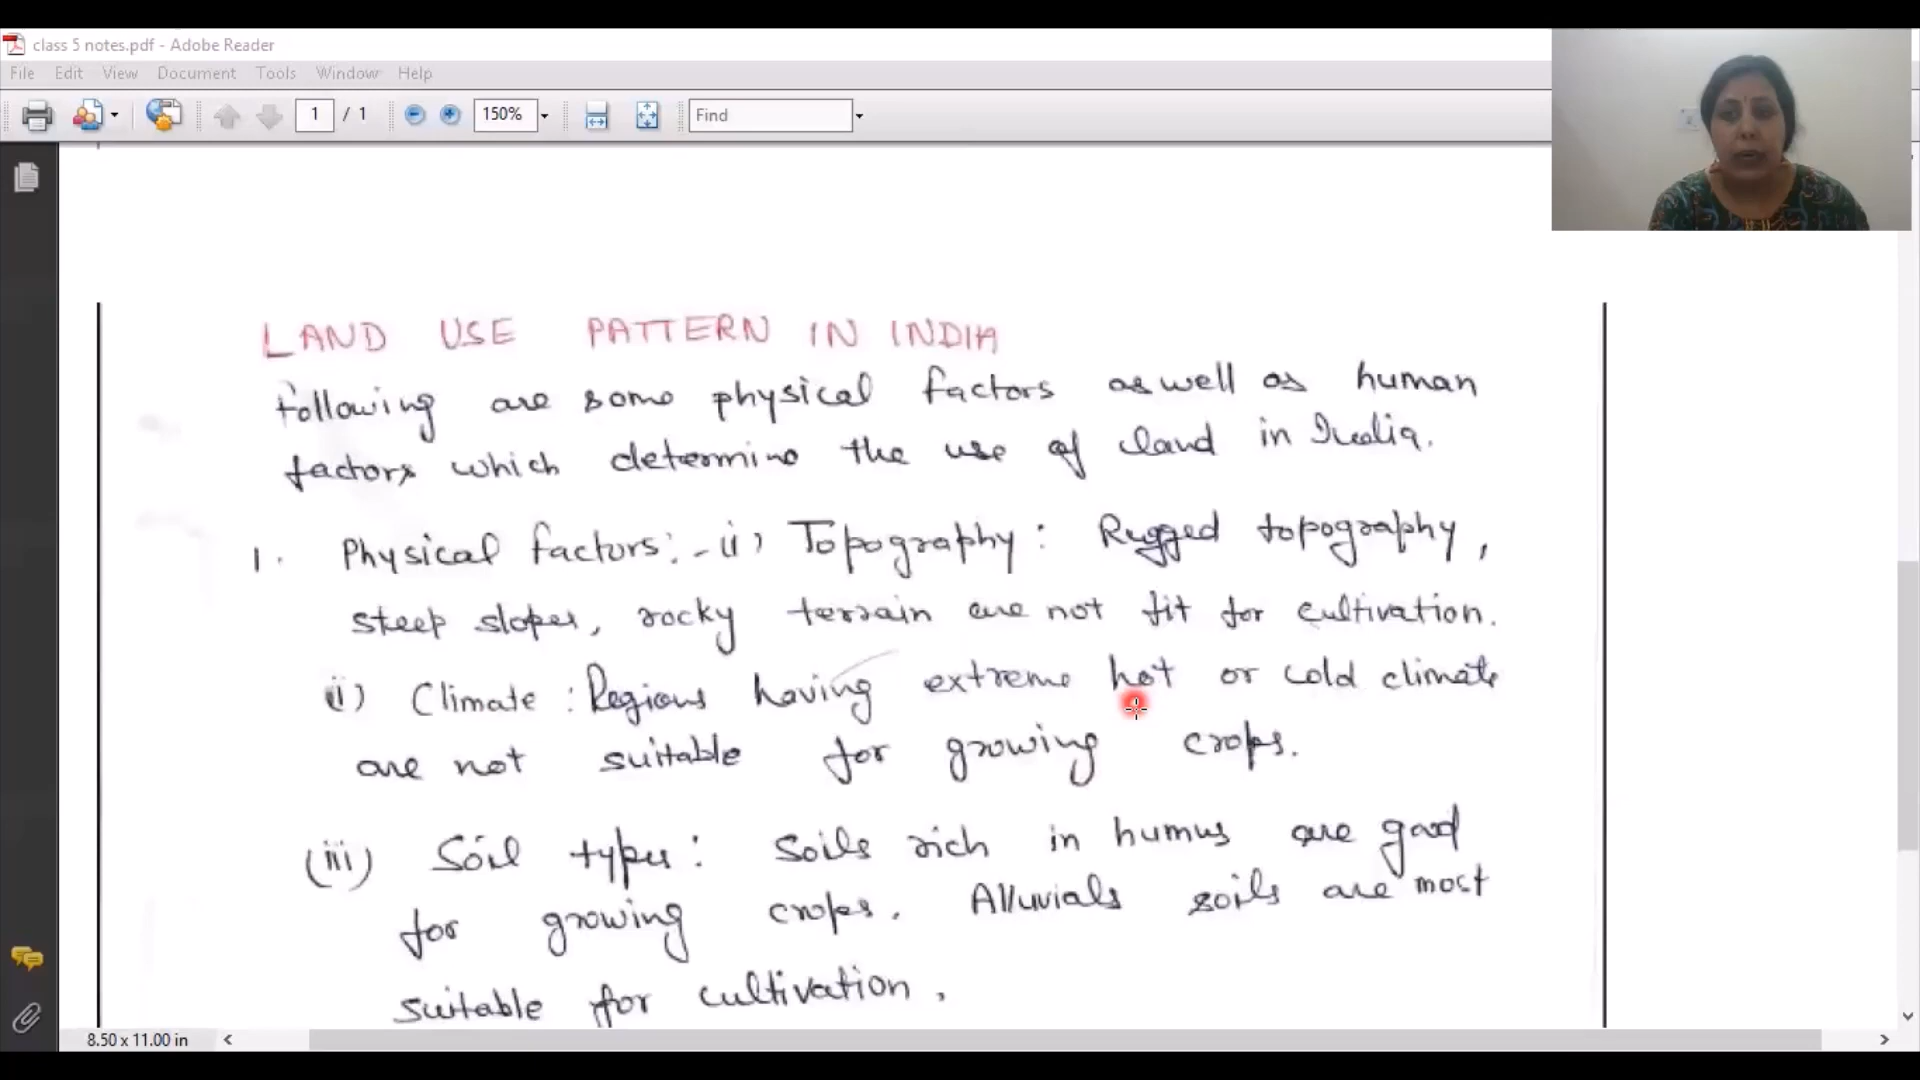 class 5 notes.pdf - Adobe Reader
File Edit View Document Tools Window Help
1 / 1 150% Find
LAND USE PATTERN IN INDIA
Following are some physical factors as well as human
factors which determine the use of land in India.
1. Physical factors:- (i) Topography: Rugged topography,
steep slopes, rocky terrain are not fit for cultivation.
(ii) Climate: Regions having extreme hot or cold climate
are not suitable for growing crops.
(iii) Soil types: Soils rich in humus are good
for growing crops. Alluvials soils are most
suitable for cultivation.
8.50 x 11.00 in